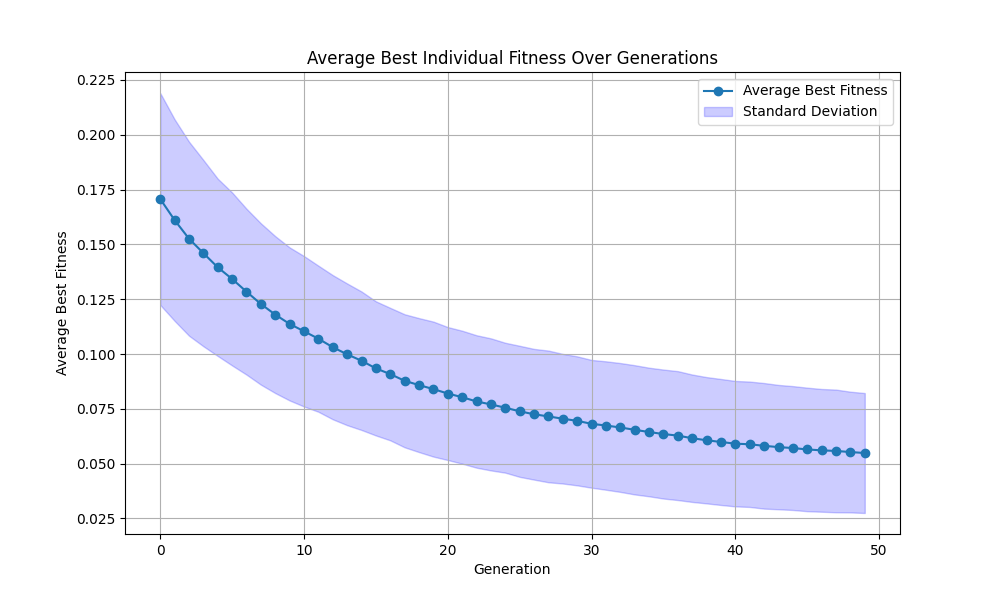 Average Best Individual Fitness Over Generations
Average Best Fitness
Standard Deviation
0.225
0.200
0.175
0.150
0.125
0.100
0.075
0.050
0.025
Average Best Fitness
0 10 20 30 40 50
Generation